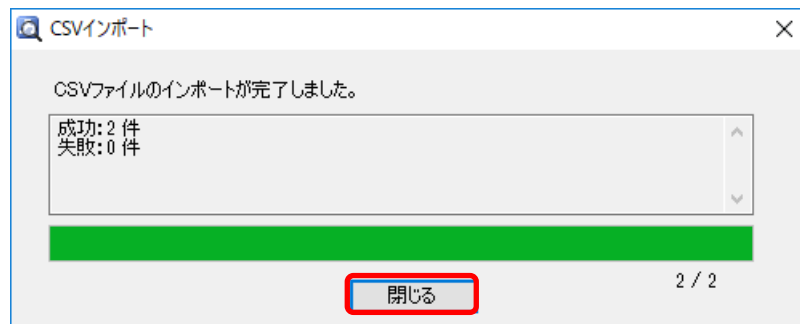 CSVインポート
CSVファイルのインポートが完了しました。
成功:2 件
失敗:0 件
2 / 2
閉じる